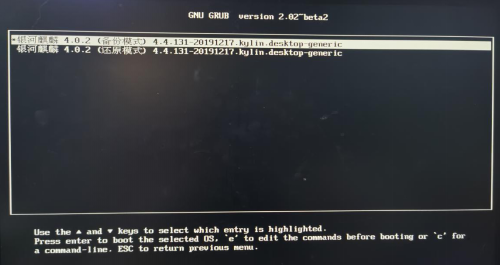 GNU GRUB version 2.02~beta2
*银河麒麟 4.0.2 (备份模式) 4.4.131-20191217.kylin.desktop-generic
银河麒麟 4.0.2 (还原模式) 4.4.131-20191217.kylin.desktop-generic
Use the ▲ and ▼ keys to select which entry is highlighted.
Press enter to boot the selected OS, `e' to edit the commands before booting or `c' for
a command-line. ESC to return previous menu.